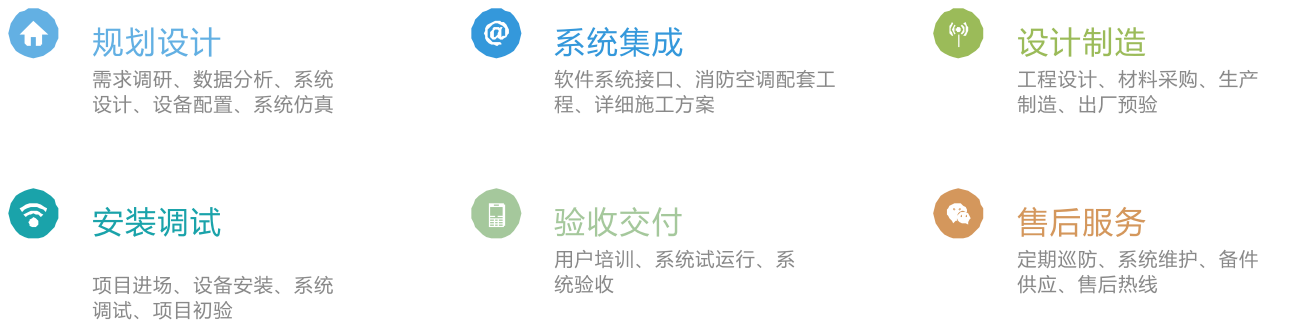 规划设计
需求调研、数据分析、系统
设计、设备配置、系统仿真
系统集成
软件系统接口、消防空调配套工
程、详细施工方案
设计制造
工程设计、材料采购、生产
制造、出厂预验
安装调试
项目进场、设备安装、系统
调试、项目初验
验收交付
用户培训、系统试运行、系
统验收
售后服务
定期巡防、系统维护、备件
供应、售后热线